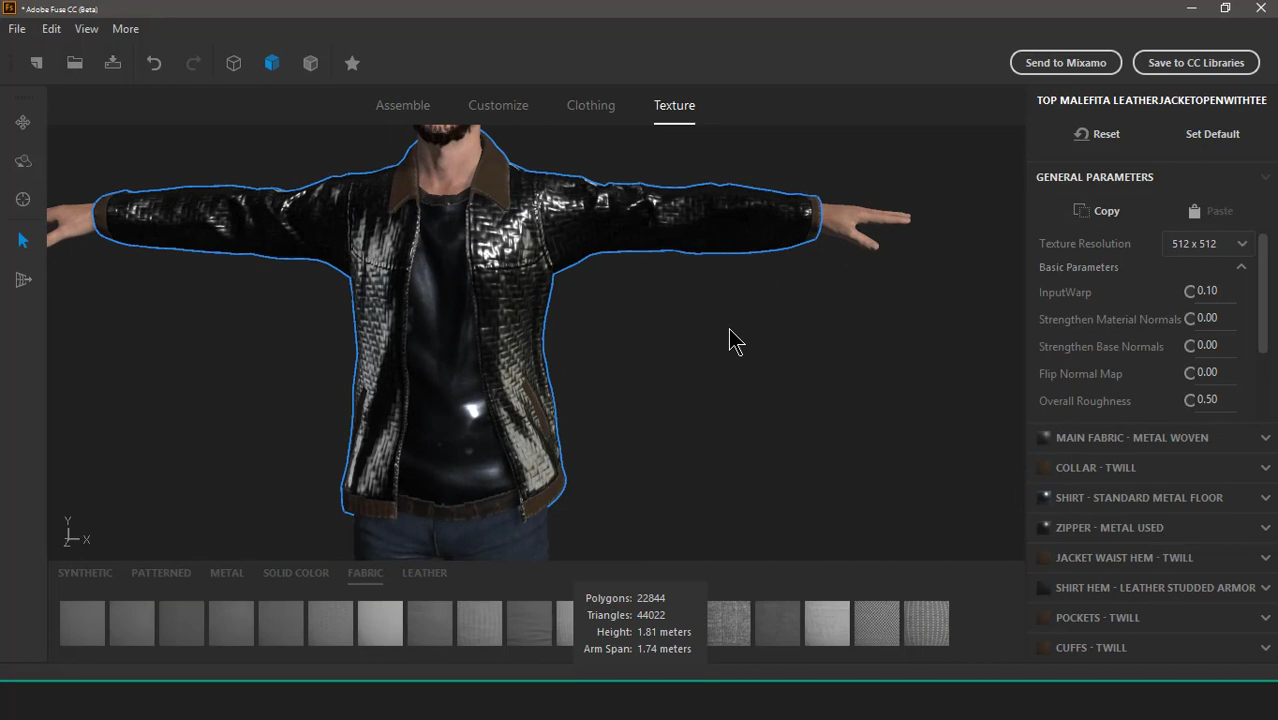 Fs * Adobe Fuse CC (Beta)
File Edit View More
Send to Mixamo Save to CC Libraries
Assemble Customize Clothing Texture
TOP MALEFITA LEATHERJACKETOPENWITHTEE
Reset Set Default
GENERAL PARAMETERS
Copy Paste
Texture Resolution 512 x 512
Basic Parameters
InputWarp 0.10
Strengthen Material Normals 0.00
Strengthen Base Normals 0.00
Flip Normal Map 0.00
Overall Roughness 0.50
MAIN FABRIC - METAL WOVEN
COLLAR - TWILL
SHIRT - STANDARD METAL FLOOR
ZIPPER - METAL USED
JACKET WAIST HEM - TWILL
SHIRT HEM - LEATHER STUDDED ARMOR
POCKETS - TWILL
CUFFS - TWILL
Y
Z X
SYNTHETIC PATTERNED METAL SOLID COLOR FABRIC LEATHER
Polygons: 22844
Triangles: 44022
Height: 1.81 meters
Arm Span: 1.74 meters